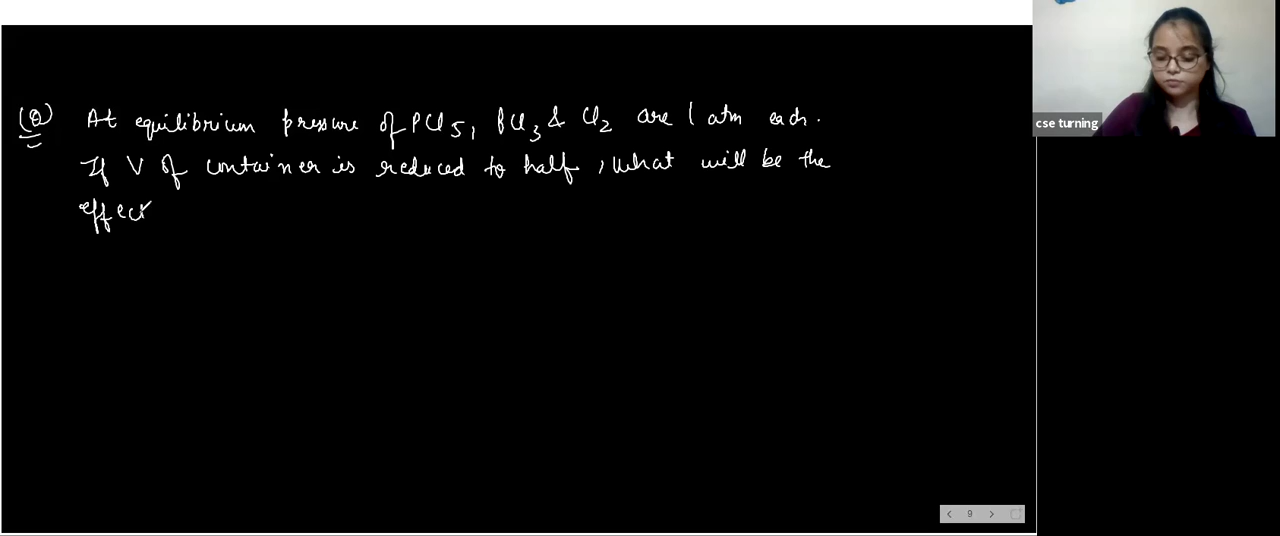 (Q) At equilibrium pressure of PCl5, PCl3 & Cl2 are 1 atm each.
If V of container is reduced to half, what will be the
effect
cse turning
9